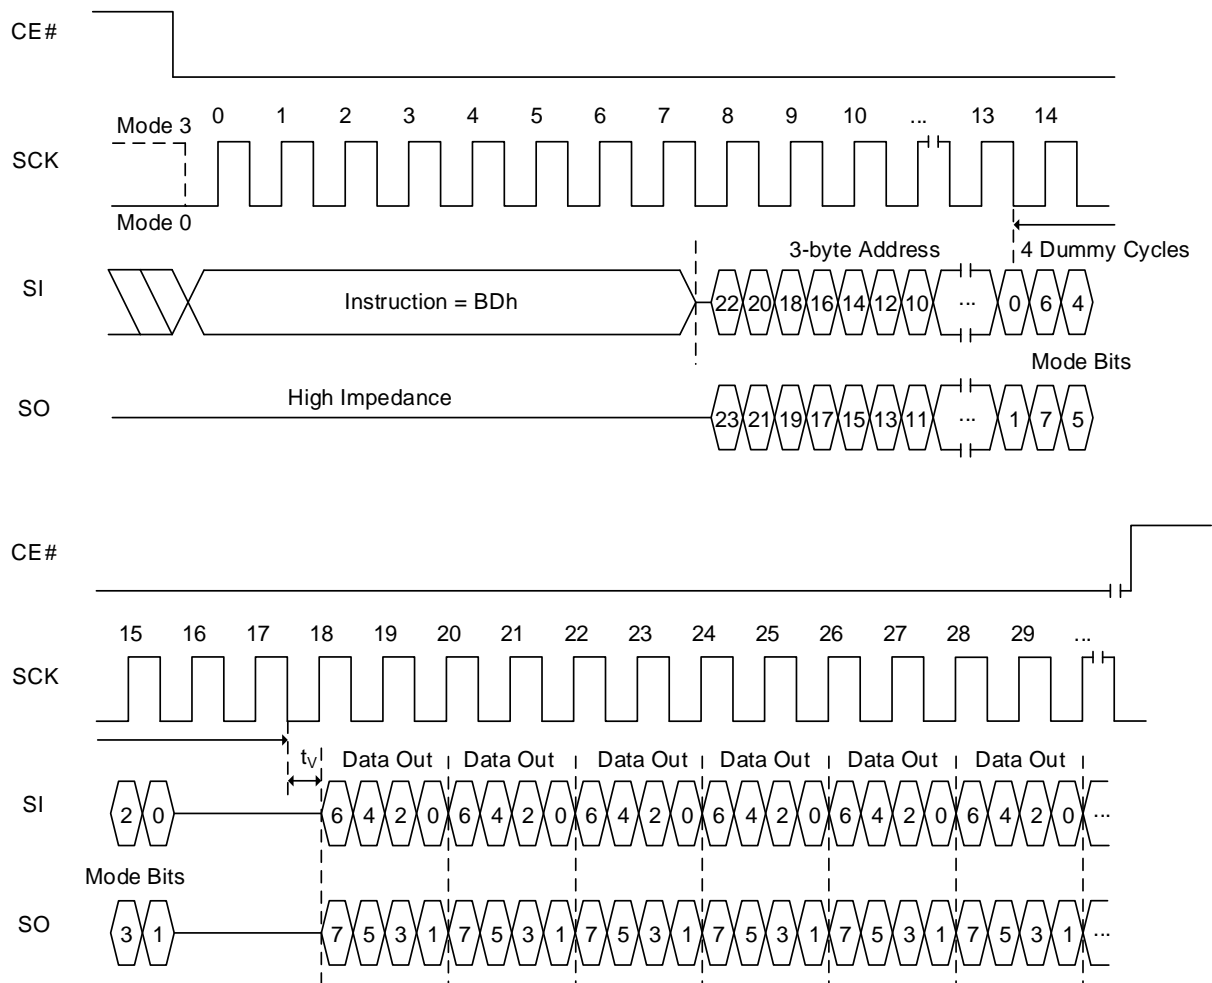 CE#
Mode 3 0 1 2 3 4 5 6 7 8 9 10 ... 13 14
SCK
Mode 0
3-byte Address 4 Dummy Cycles
SI Instruction = BDh 22 20 18 16 14 12 10 ... 0 6 4
Mode Bits
SO High Impedance 23 21 19 17 15 13 11 ... 1 7 5
CE#
15 16 17 18 19 20 21 22 23 24 25 26 27 28 29 ...
SCK
tV Data Out Data Out Data Out Data Out Data Out Data Out
SI 2 0 6 4 2 0 6 4 2 0 6 4 2 0 6 4 2 0 6 4 2 0 6 4 2 0 ...
Mode Bits
SO 3 1 7 5 3 1 7 5 3 1 7 5 3 1 7 5 3 1 7 5 3 1 7 5 3 1 ...